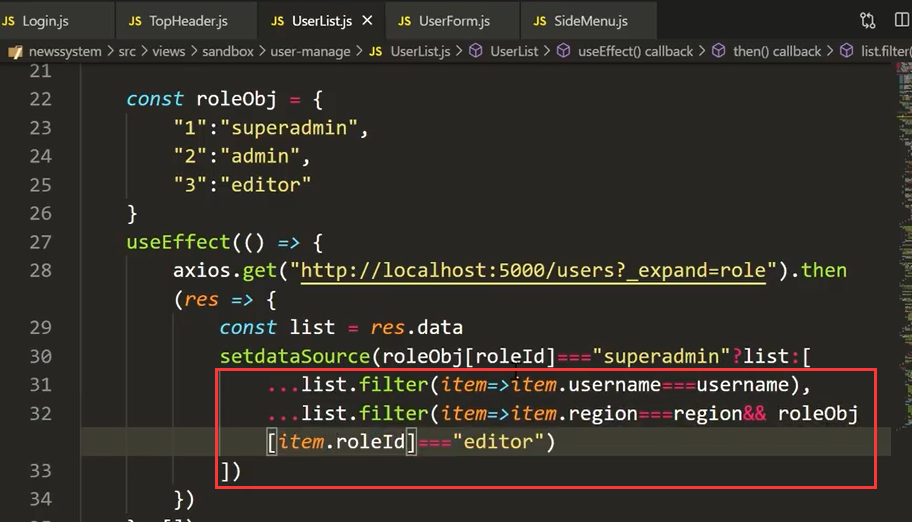 JS Login.js JS TopHeader.js JS UserList.js × JS UserForm.js JS SideMenu.js
newssystem > src > views > sandbox > user-manage > JS UserList.js > UserList > useEffect() callback > then() callback > list.filter(
21
22 const roleObj = {
23 "1":"superadmin",
24 "2":"admin",
25 "3":"editor"
26 }
27 useEffect(() => {
28 axios.get("http://localhost:5000/users?_expand=role").then
(res => {
29 const list = res.data
30 setdataSource(roleObj[roleId]==="superadmin"?list:[
31 ...list.filter(item=>item.username===username),
32 ...list.filter(item=>item.region===region&& roleObj
[item.roleId]==="editor")
33 ])
34 })